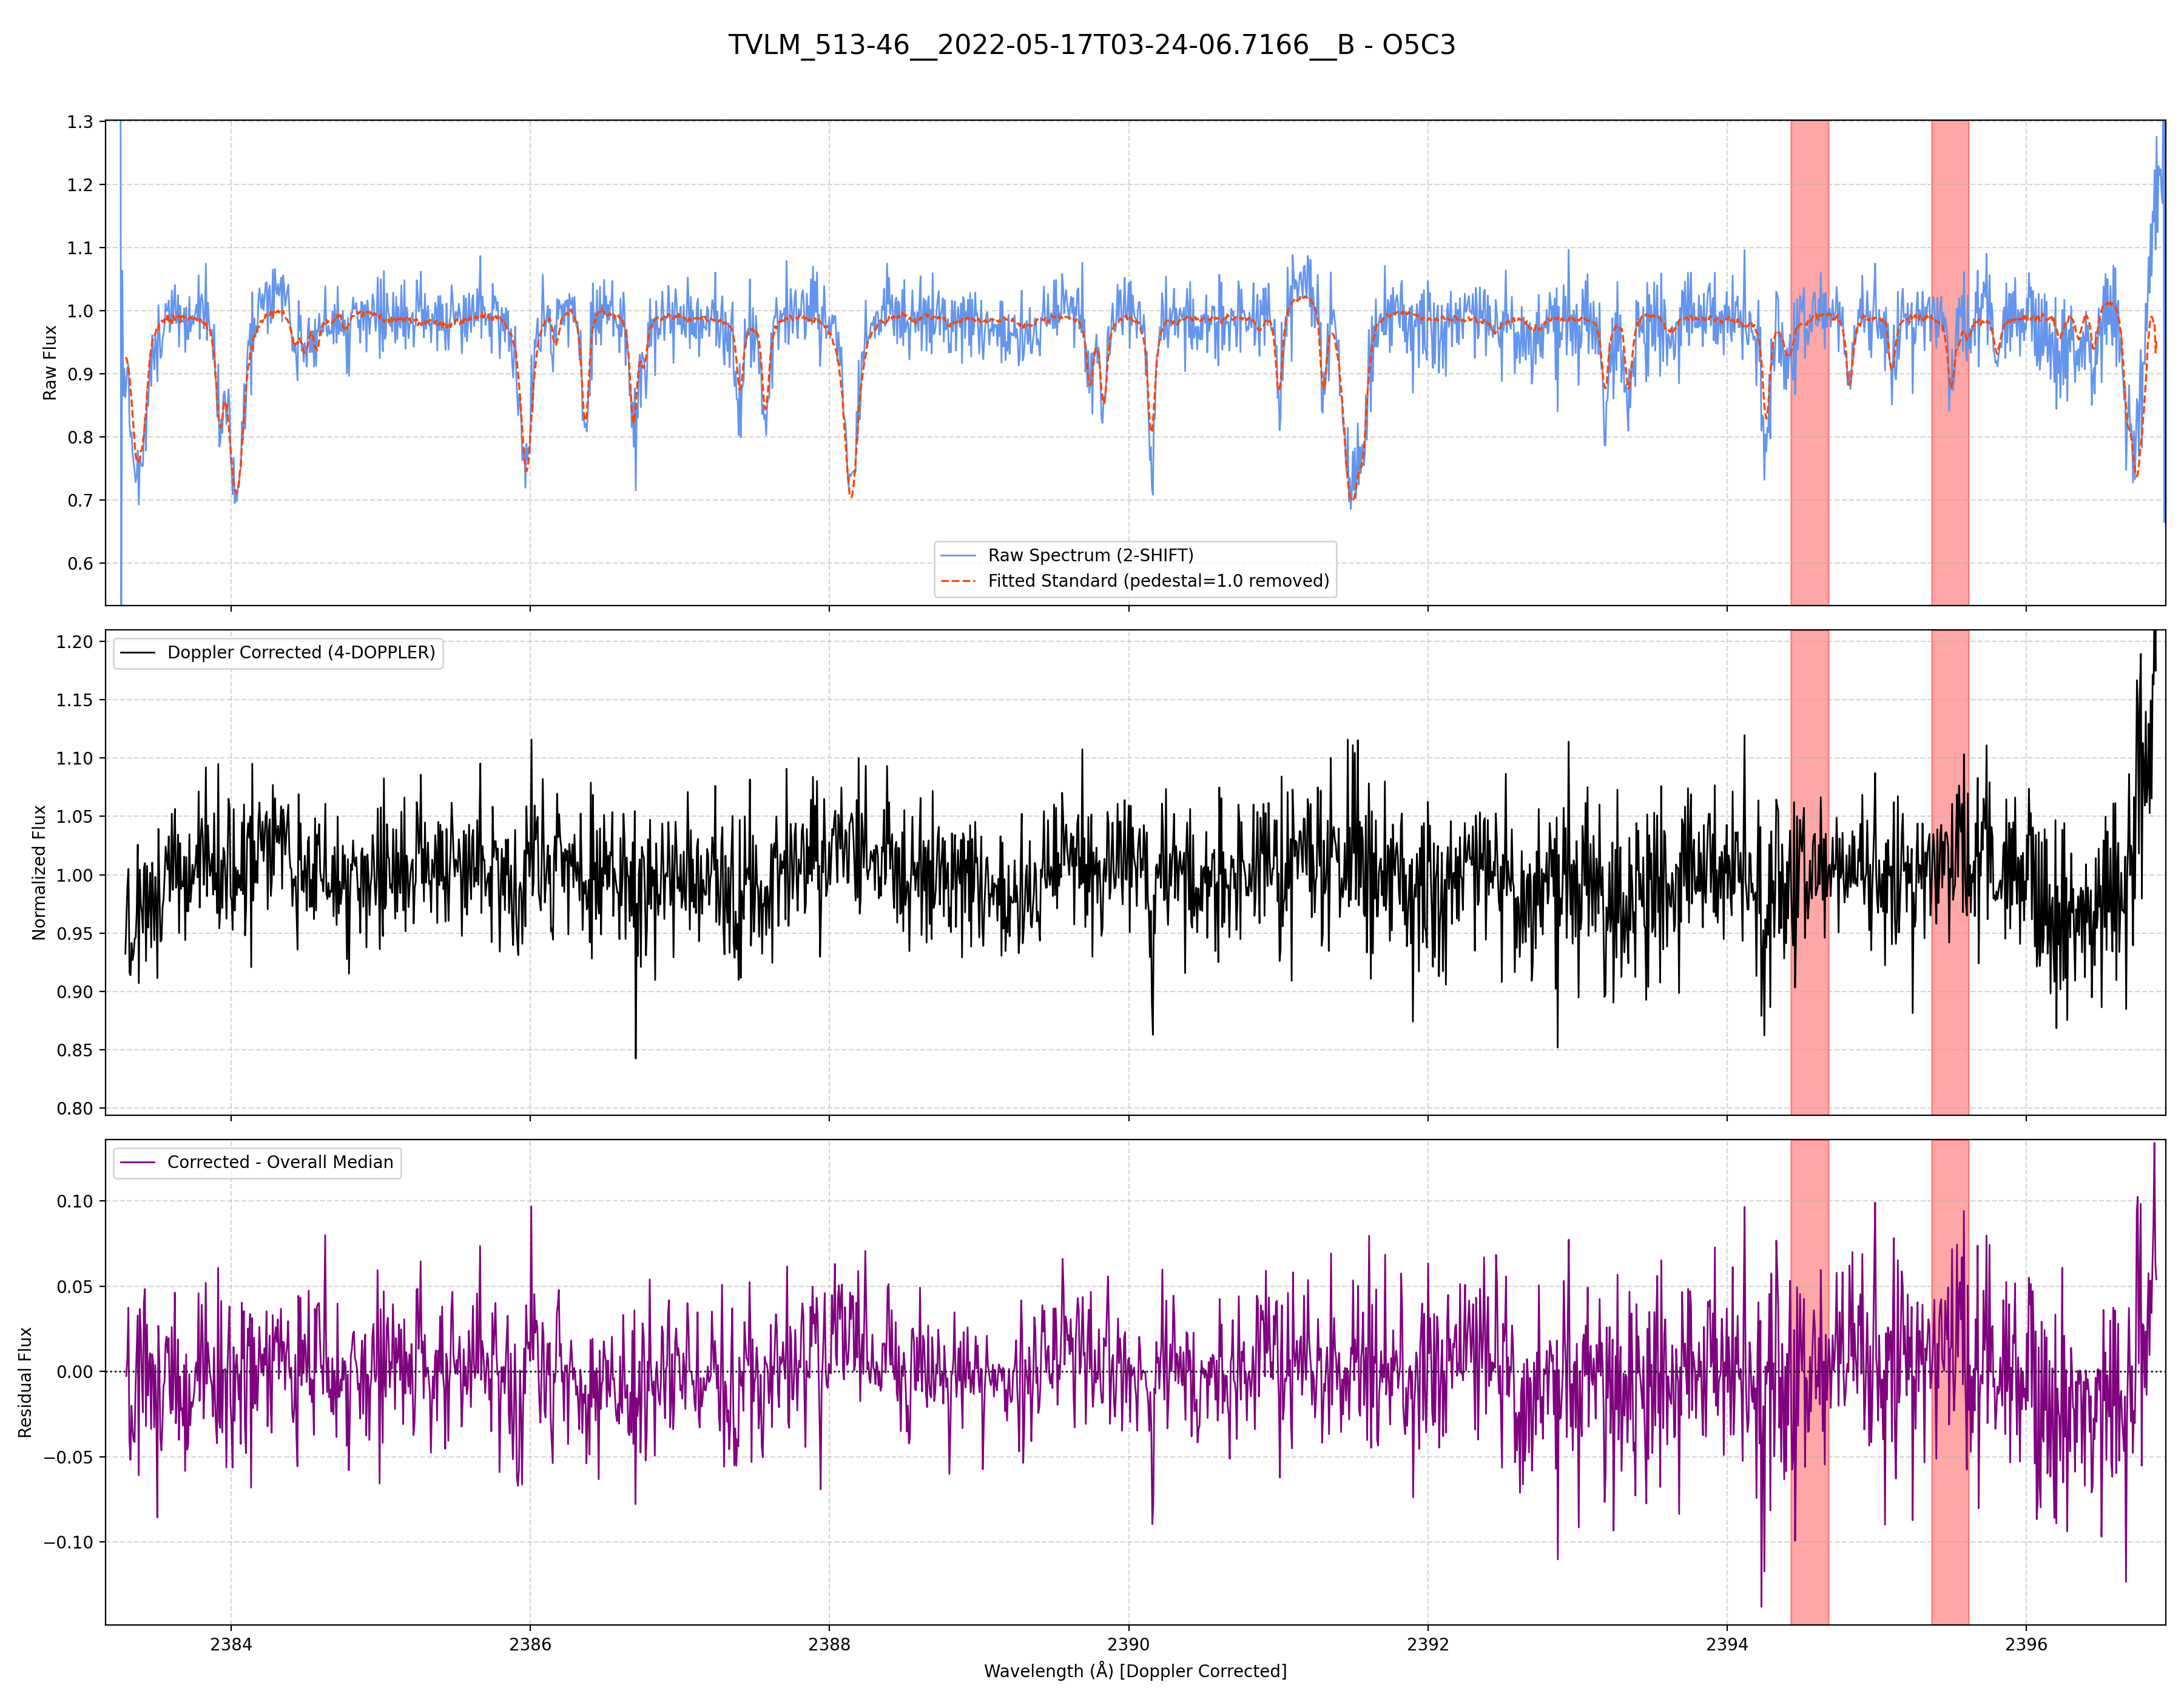 TVLM_513-46__2022-05-17T03-24-06.7166__B - O5C3
Raw Flux
1.3
1.2
1.1
1.0
0.9
0.8
0.7
0.6
Raw Spectrum (2-SHIFT)
Fitted Standard (pedestal=1.0 removed)
Normalized Flux
1.20
1.15
1.10
1.05
1.00
0.95
0.90
0.85
0.80
Doppler Corrected (4-DOPPLER)
Residual Flux
0.10
0.05
0.00
−0.05
−0.10
Corrected - Overall Median
2384 2386 2388 2390 2392 2394 2396
Wavelength (Å) [Doppler Corrected]